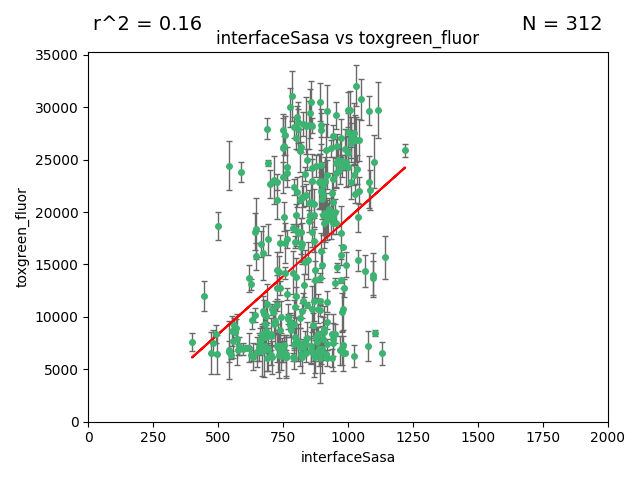 r^2 = 0.16
N = 312
interfaceSasa vs toxgreen_fluor
35000
30000
25000
20000
15000
10000
5000
0
toxgreen_fluor
0 250 500 750 1000 1250 1500 1750 2000
interfaceSasa